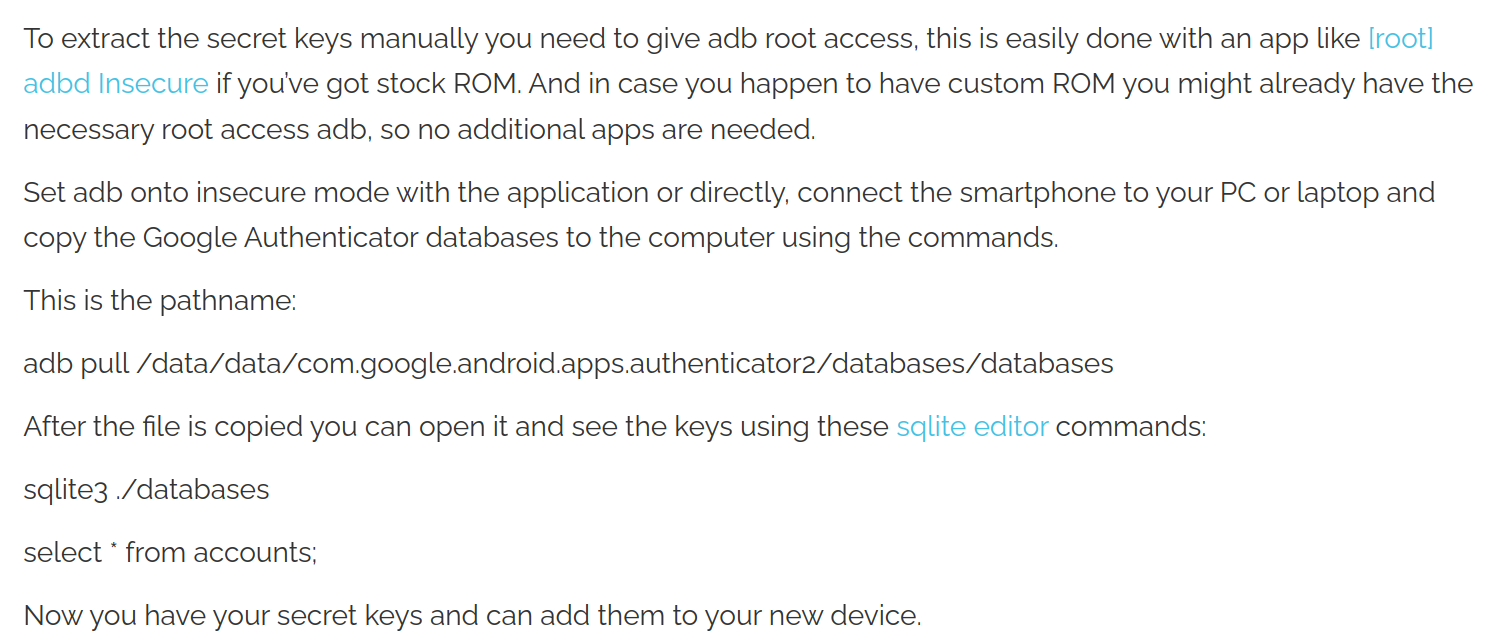 To extract the secret keys manually you need to give adb root access, this is easily done with an app like [root]
adbd Insecure if you’ve got stock ROM. And in case you happen to have custom ROM you might already have the
necessary root access adb, so no additional apps are needed.
Set adb onto insecure mode with the application or directly, connect the smartphone to your PC or laptop and
copy the Google Authenticator databases to the computer using the commands.
This is the pathname:
adb pull /data/data/com.google.android.apps.authenticator2/databases/databases
After the file is copied you can open it and see the keys using these sqlite editor commands:
sqlite3 ./databases
select * from accounts;
Now you have your secret keys and can add them to your new device.